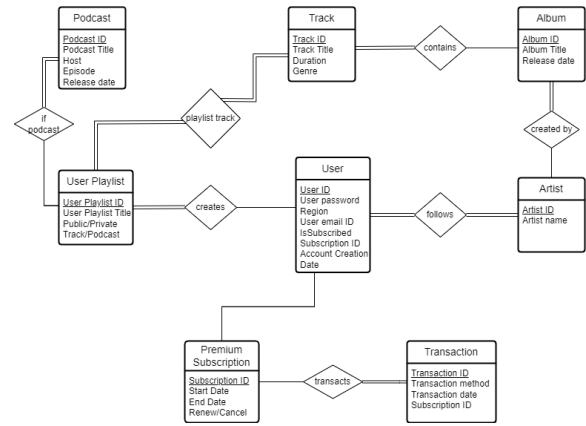 Podcast
Podcast ID
Podcast Title
Host
Episode
Release date
Track
Track ID
Track Title
Duration
Genre
contains
Album
Album ID
Album Title
Release date
if
podcast
playlist track
created by
User Playlist
User Playlist ID
User Playlist Title
Public/Private
Track/Podcast
creates
User
User ID
User password
Region
User email ID
IsSubscribed
Subscription ID
Account Creation
Date
follows
Artist
Artist ID
Artist name
Premium
Subscription
Subscription ID
Start Date
End Date
Renew/Cancel
transacts
Transaction
Transaction ID
Transaction method
Transaction date
Subscription ID